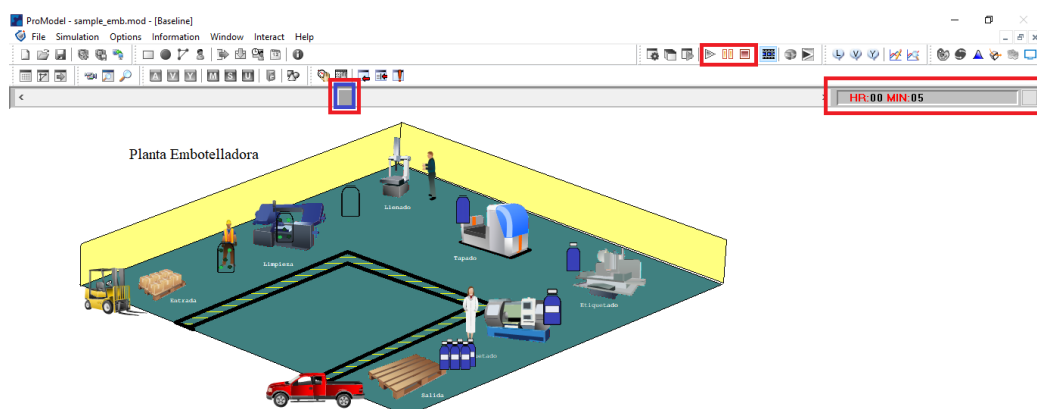 ProModel - sample_emb.mod - [Baseline]
File Simulation Options Information Window Interact Help
HR:00 MIN:05
Planta Embotelladora
Llenado
Limpieza
Tapado
Entrada
Etiquetado
Salida